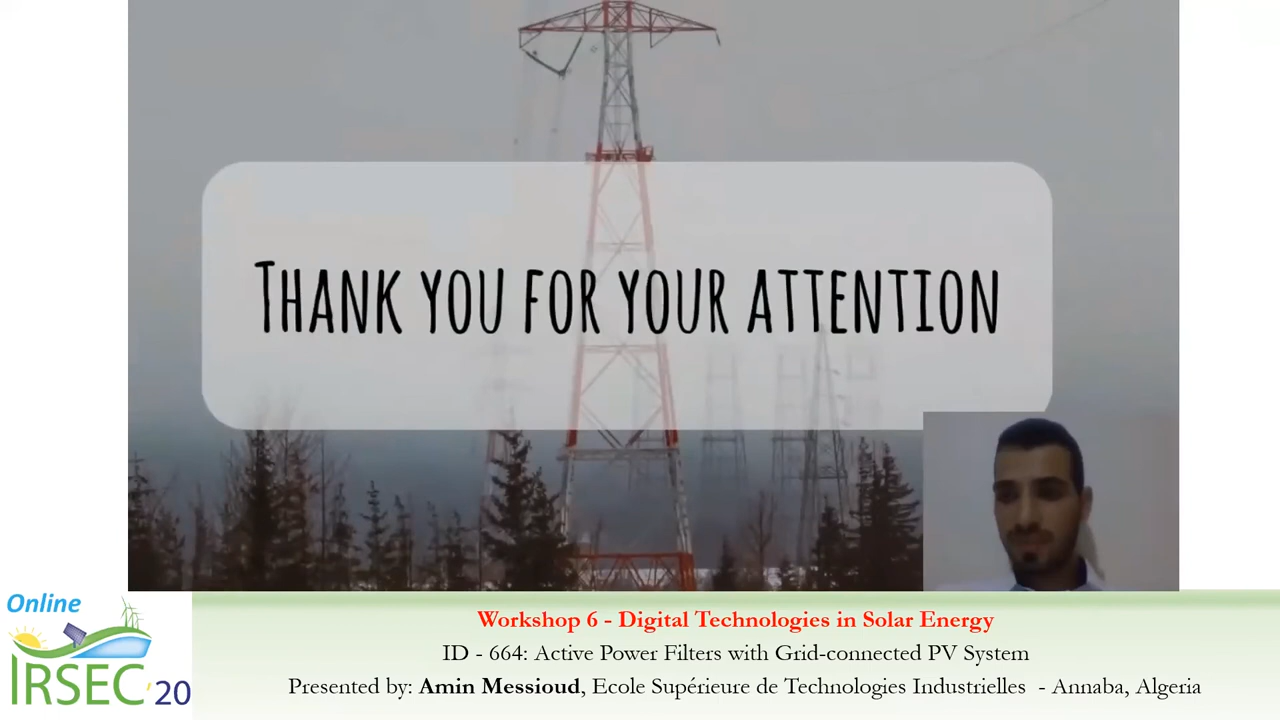 THANK YOU FOR YOUR ATTENTION
Online
IRSEC'20
Workshop 6 - Digital Technologies in Solar Energy
ID - 664: Active Power Filters with Grid-connected PV System
Presented by: Amin Messioud, Ecole Supérieure de Technologies Industrielles - Annaba, Algeria